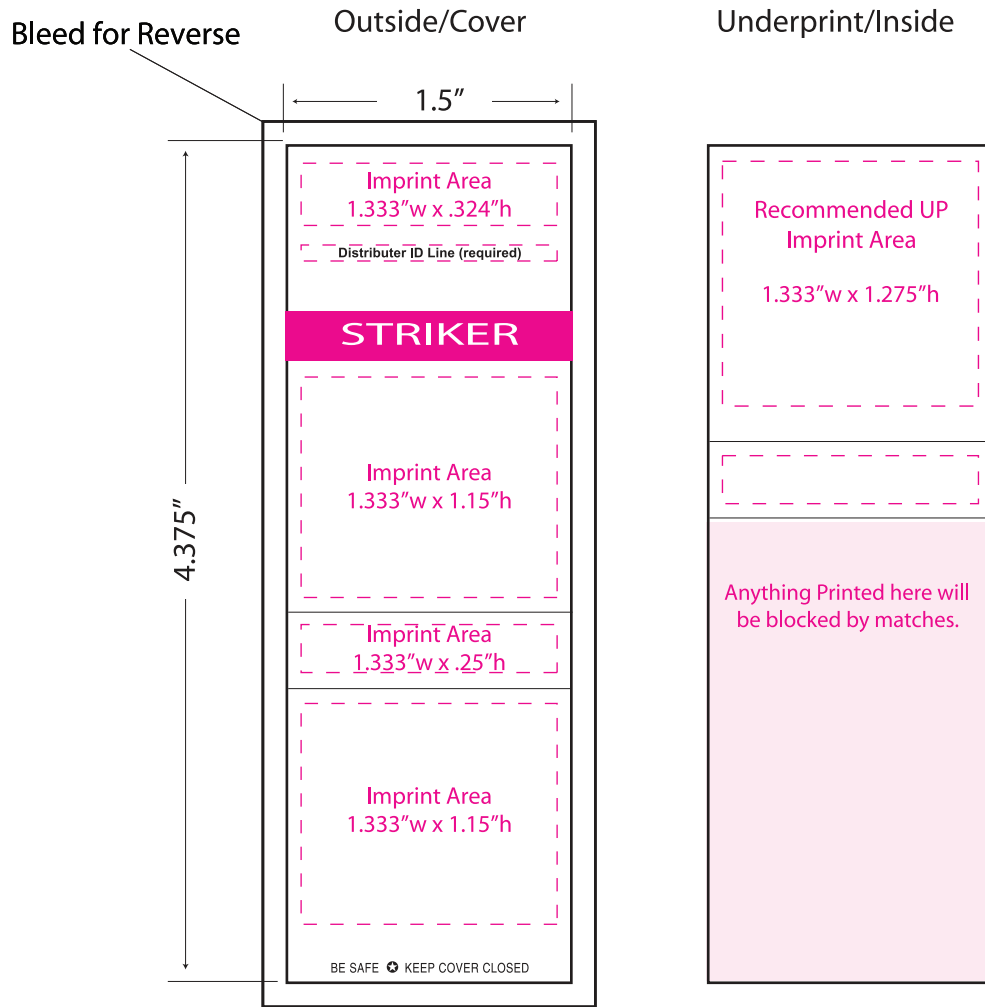 Bleed for Reverse
Outside/Cover
Underprint/Inside
1.5”
4.375”
Imprint Area
1.333”w x .324”h
Distributer ID Line (required)
STRIKER
Imprint Area
1.333”w x 1.15”h
Imprint Area
1.333”w x .25”h
Imprint Area
1.333”w x 1.15”h
BE SAFE ✪ KEEP COVER CLOSED
Recommended UP
Imprint Area
1.333”w x 1.275”h
Anything Printed here will
be blocked by matches.